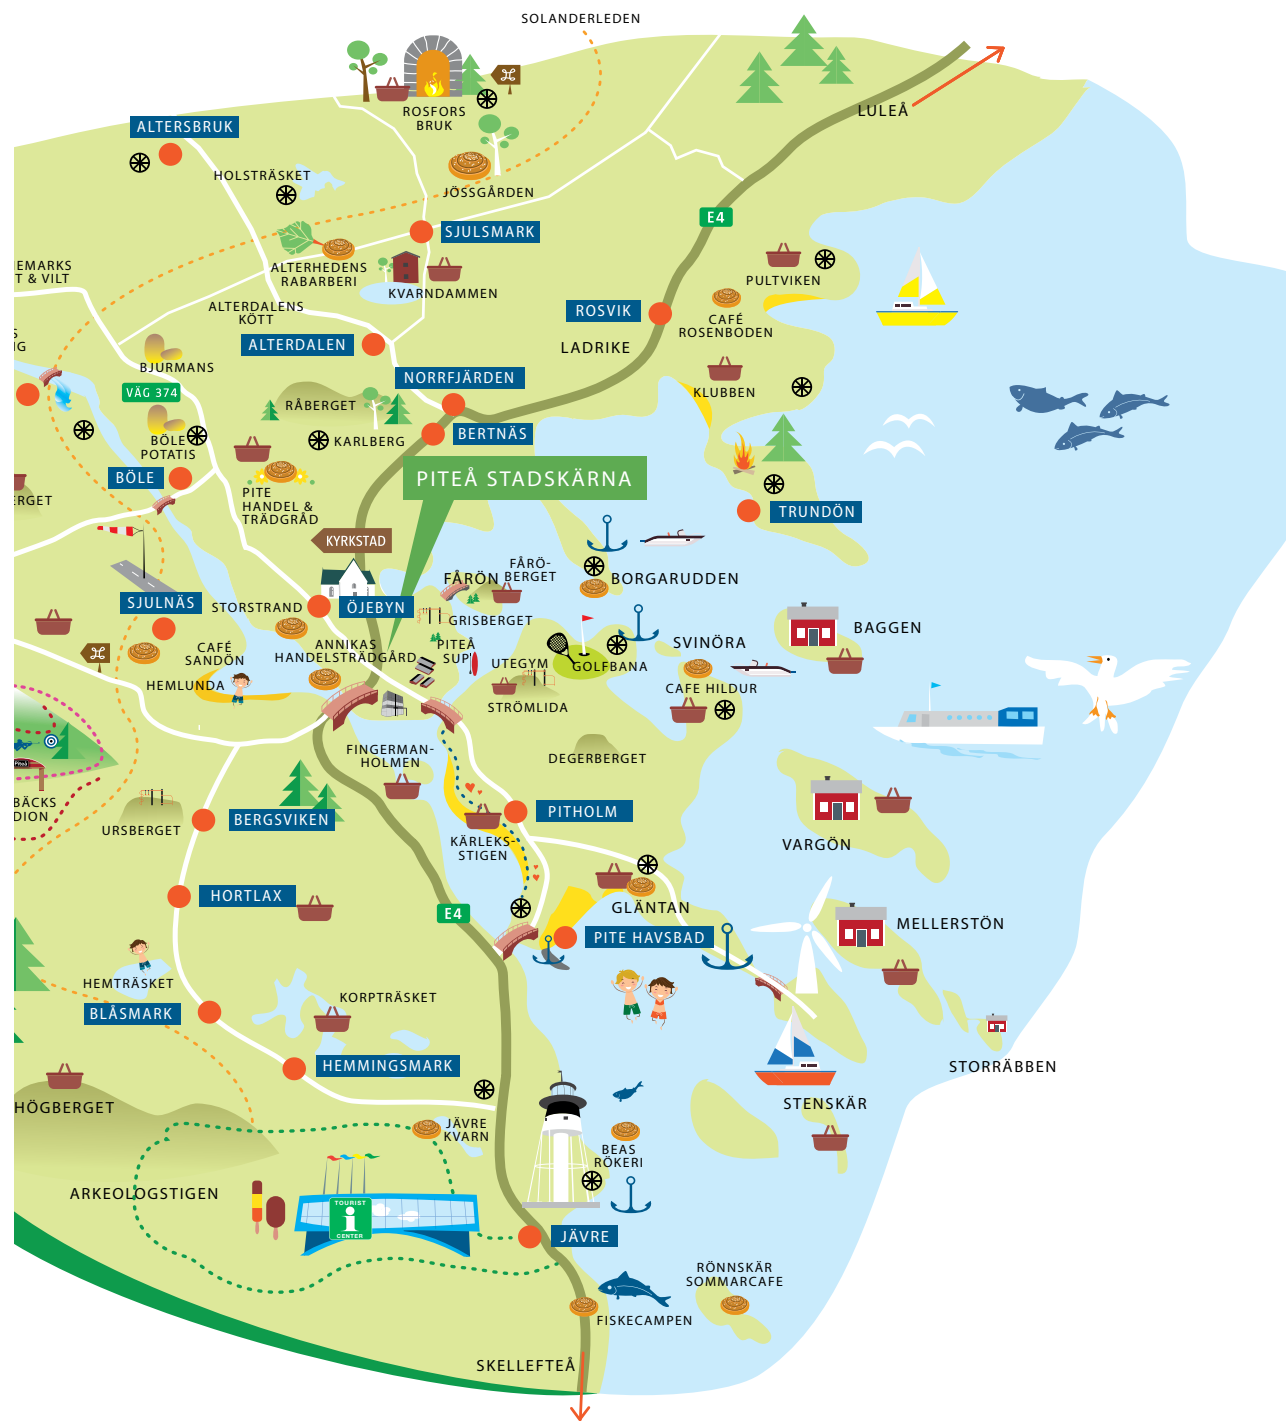 SOLANDERLEDEN
LULEÅ
ROSFORS
BRUK
ALTERSBRUK
HOLSTRÄSKET
JÖSSGÅRDEN
E4
SJULSMARK
ALTERHEDENS
RABARBERI
KVARNDAMMEN
T & VILT
PULTVIKEN
ALTERDALENS
KÖTT
ROSVIK
CAFÉ
ROSENBODEN
ALTERDALEN
LADRIKE
BJURMANS
NORRFJÄRDEN
VÄG 374
KLUBBEN
RÅBERGET
BÖLE
POTATIS
KARLBERG
BERTNÄS
BÖLE
PITEÅ STADSKÄRNA
PITE
HANDEL &
TRÄDGRÅD
TRUNDÖN
KYRKSTAD
FÅRÖN
FÅRÖ-
BERGET
BORGARUDDEN
SJULNÄS
STORSTRAND
ÖJEBYN
GRISBERGET
BAGGEN
CAFÉ
SANDÖN
ANNIKAS
HANDELSTRÄDGÅRD
PITEÅ
SUP
UTEGYM
GOLFBANA
SVINÖRA
HEMLUNDA
CAFE HILDUR
STRÖMLIDA
FINGERMAN-
HOLMEN
DEGERBERGET
Piteå
URSBERGET
BERGSVIKEN
PITHOLM
KÄRLEKS-
STIGEN
VARGÖN
HORTLAX
E4
GLÄNTAN
MELLERSTÖN
PITE HAVSBAD
HEMTRÄSKET
KORPTRÄSKET
BLÅSMARK
HEMMINGSMARK
STORRÄBBEN
HÖGBERGET
STENSKÄR
JÄVRE
KVARN
BEAS
RÖKERI
ARKEOLOGSTIGEN
TOURIST
i
CENTER
JÄVRE
RÖNNSKÄR
SOMMARCAFE
FISKECAMPEN
SKELLEFTEÅ